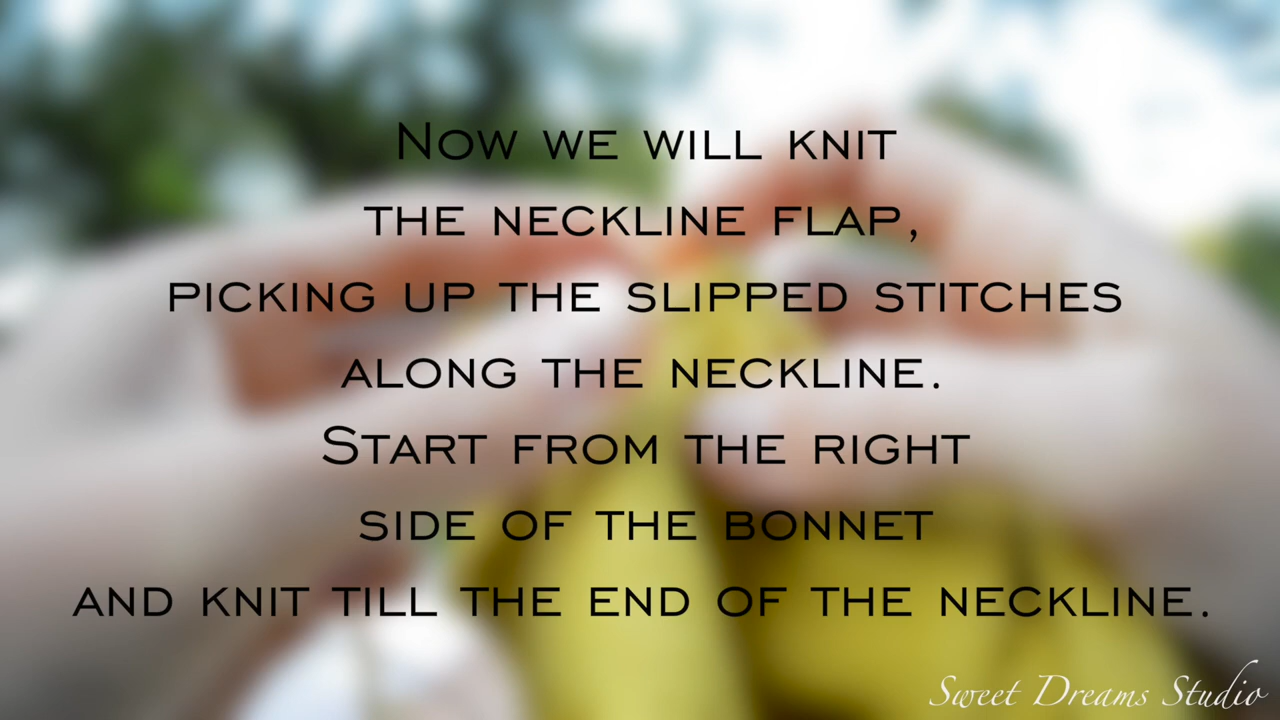 Now we will knit
the neckline flap,
picking up the slipped stitches
along the neckline.
Start from the right
side of the bonnet
and knit till the end of the neckline.
Sweet Dreams Studio